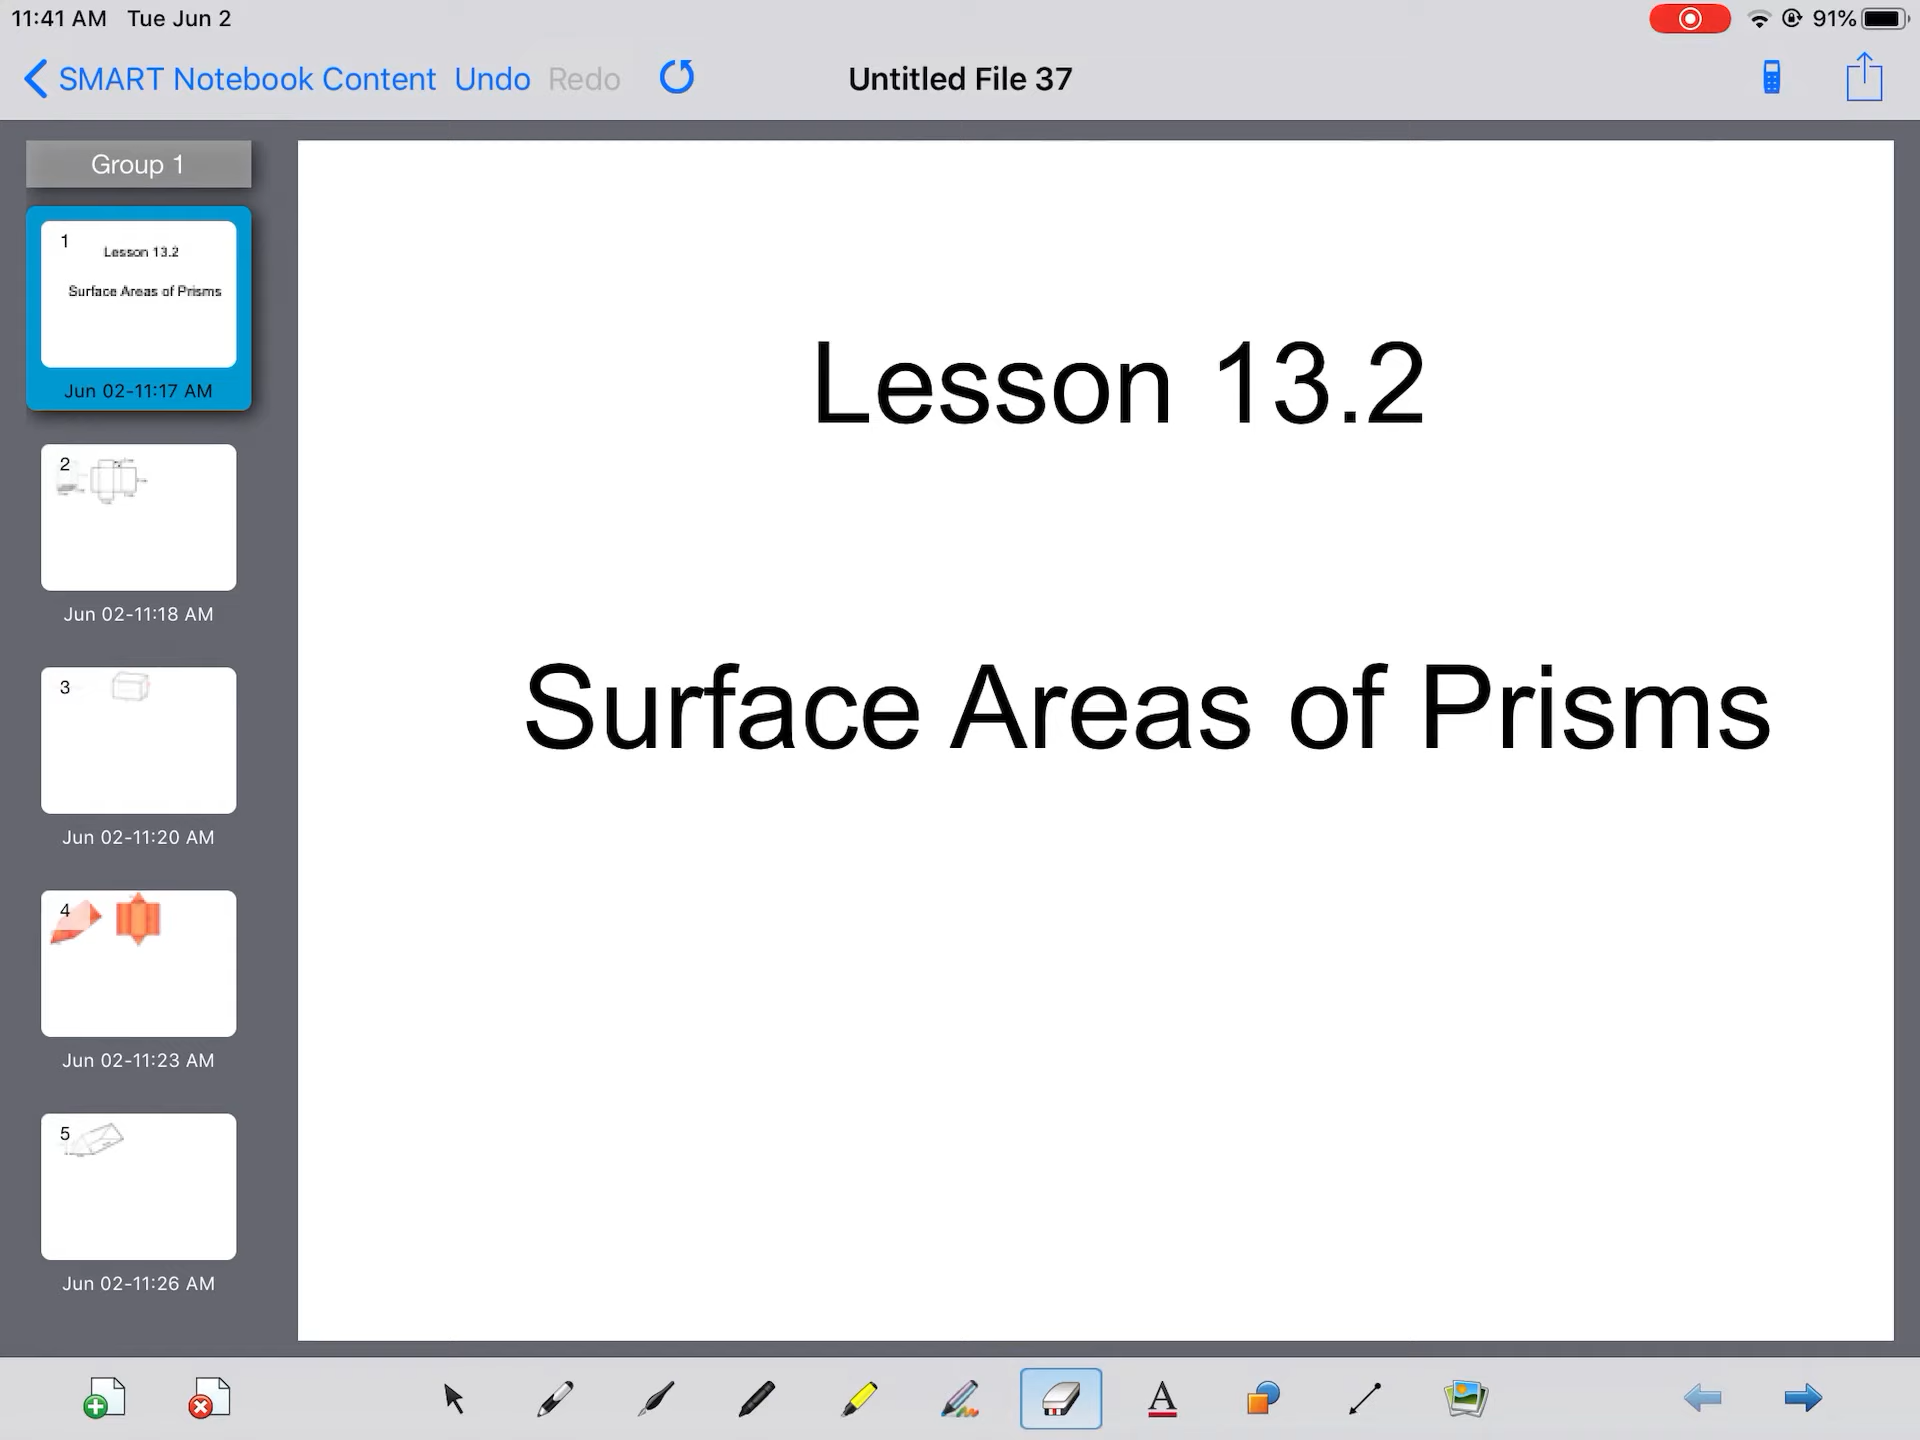 11:41 AM Tue Jun 2
91%
SMART Notebook Content Undo Redo
Untitled File 37
Group 1
1
Lesson 13.2
Surface Areas of Prisms
Jun 02-11:17 AM
2
Jun 02-11:18 AM
3
Jun 02-11:20 AM
4
Jun 02-11:23 AM
5
Jun 02-11:26 AM
Lesson 13.2
Surface Areas of Prisms
A